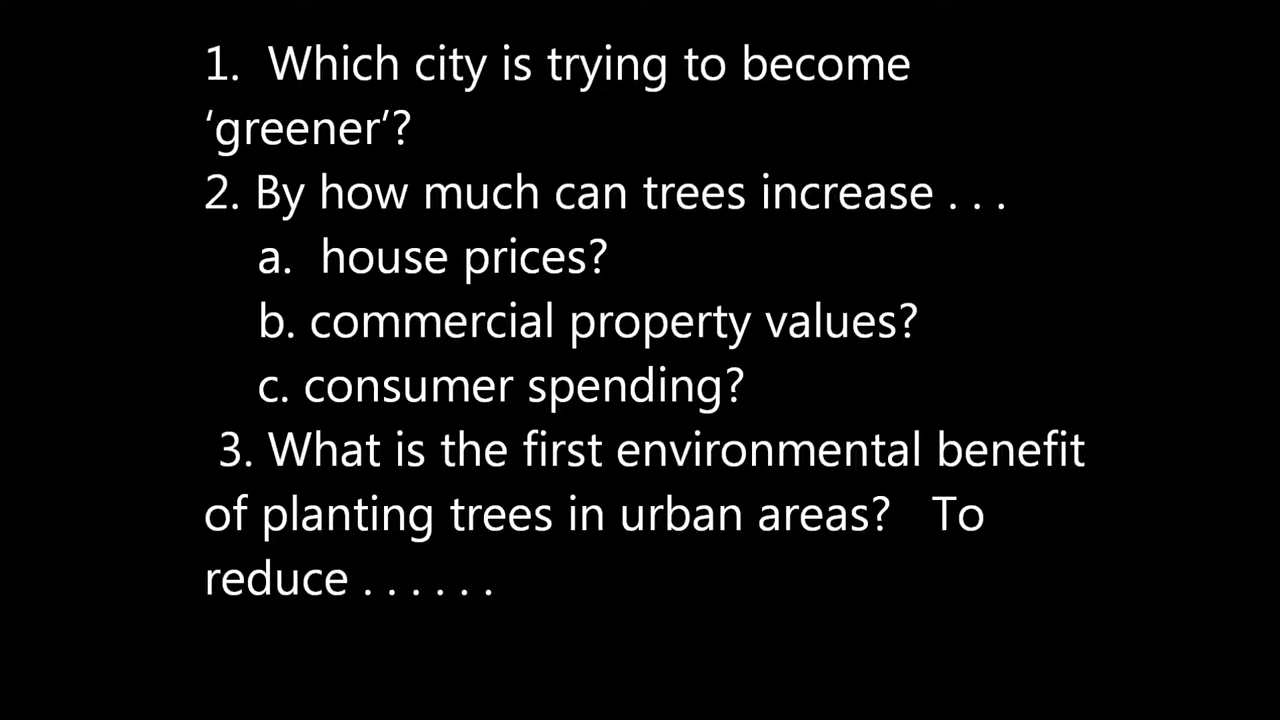 1.  Which city is trying to become
‘greener’?
2. By how much can trees increase . . .
a.  house prices?
b. commercial property values?
c. consumer spending?
3. What is the first environmental benefit
of planting trees in urban areas?   To
reduce . . . . . .